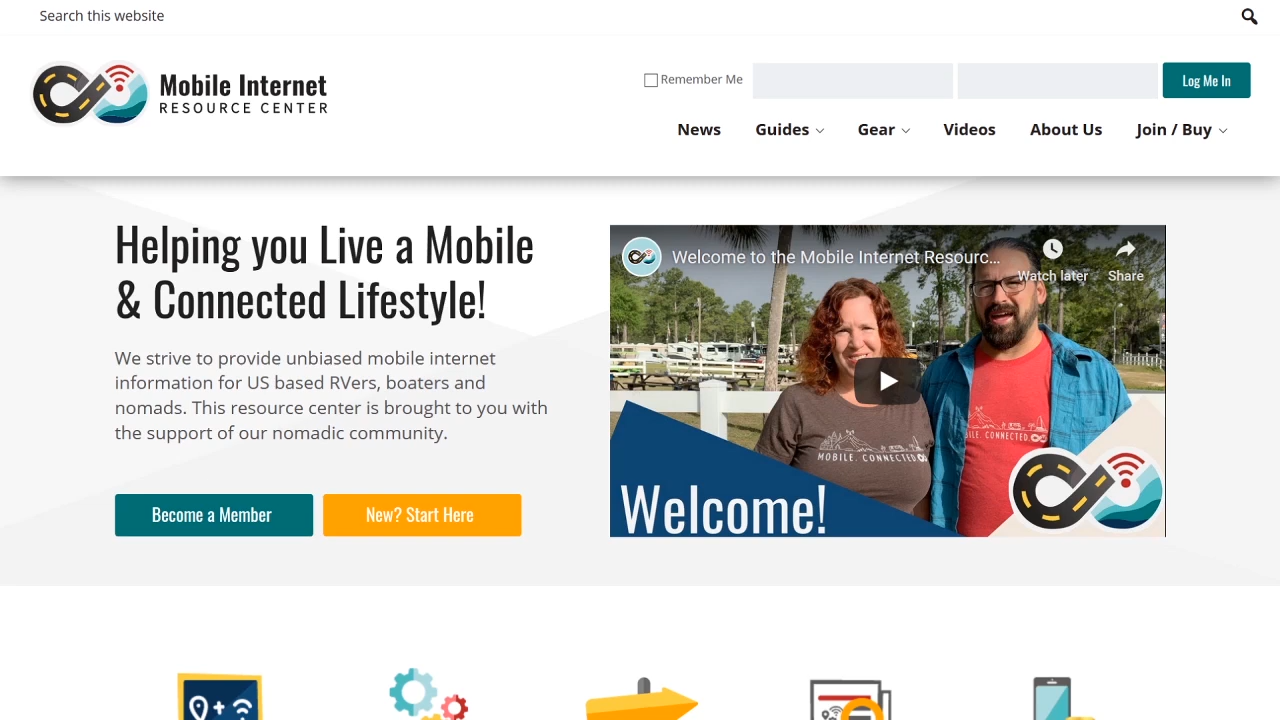 Search this website
Mobile Internet
RESOURCE CENTER
Remember Me
Log Me In
News
Guides
Gear
Videos
About Us
Join / Buy
Helping you Live a Mobile
& Connected Lifestyle!
We strive to provide unbiased mobile internet
information for US based RVers, boaters and
nomads. This resource center is brought to you with
the support of our nomadic community.
Become a Member
New? Start Here
Welcome to the Mobile Internet Resourc...
Watch later
Share
MOBILE. CONNECTED.
MOBILE. CONNECTED.
Welcome!